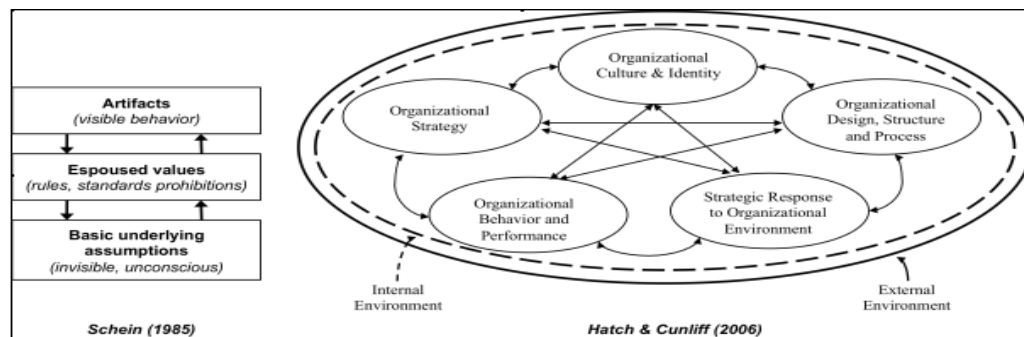 Artifacts
(visible behavior)
Espoused values
(rules, standards prohibitions)
Basic underlying
assumptions
(invisible, unconscious)
Schein (1985)
Organizational
Culture & Identity
Organizational
Strategy
Organizational
Design, Structure
and Process
Organizational
Behavior and
Performance
Strategic Response
to Organizational
Environment
Internal
Environment
External
Environment
Hatch & Cunliff (2006)